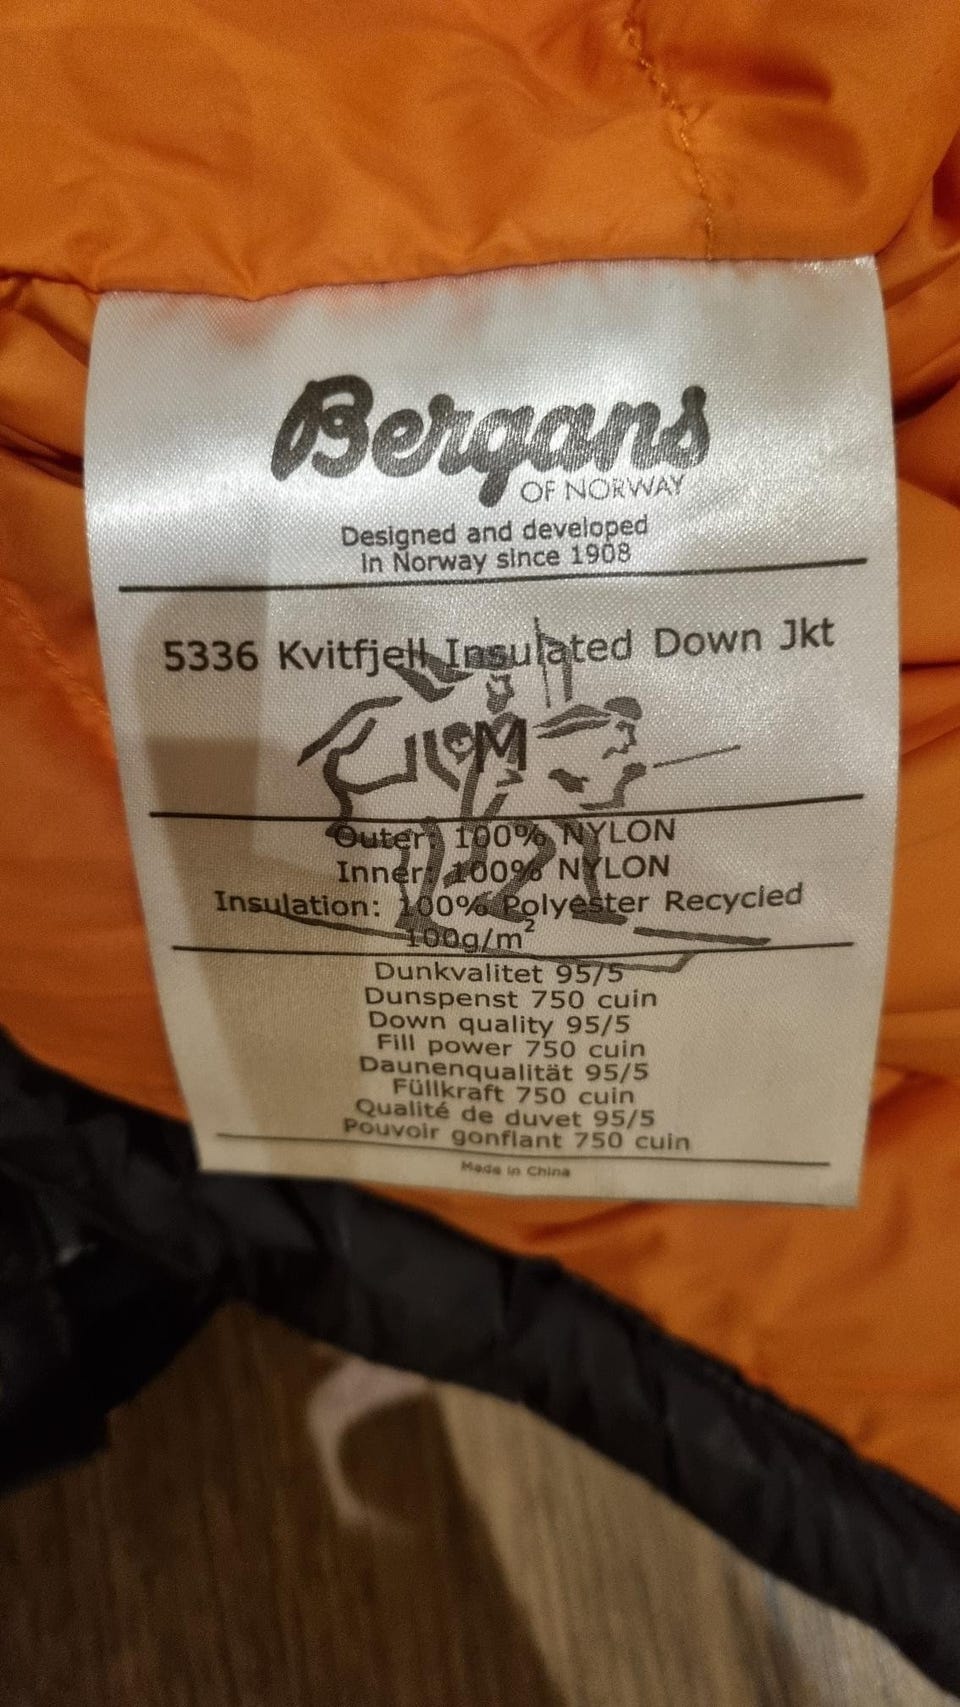 Bergans
OF NORWAY
Designed and developed
in Norway since 1908
5336 Kvitfjell Insulated Down Jkt
M
Outer: 100% NYLON
Inner: 100% NYLON
Insulation: 100% Polyester Recycled
100g/m²
Dunkvalitet 95/5
Dunspenst 750 cuin
Down quality 95/5
Fill power 750 cuin
Daunenqualität 95/5
Füllkraft 750 cuin
Qualité de duvet 95/5
Pouvoir gonflant 750 cuin
Made in China